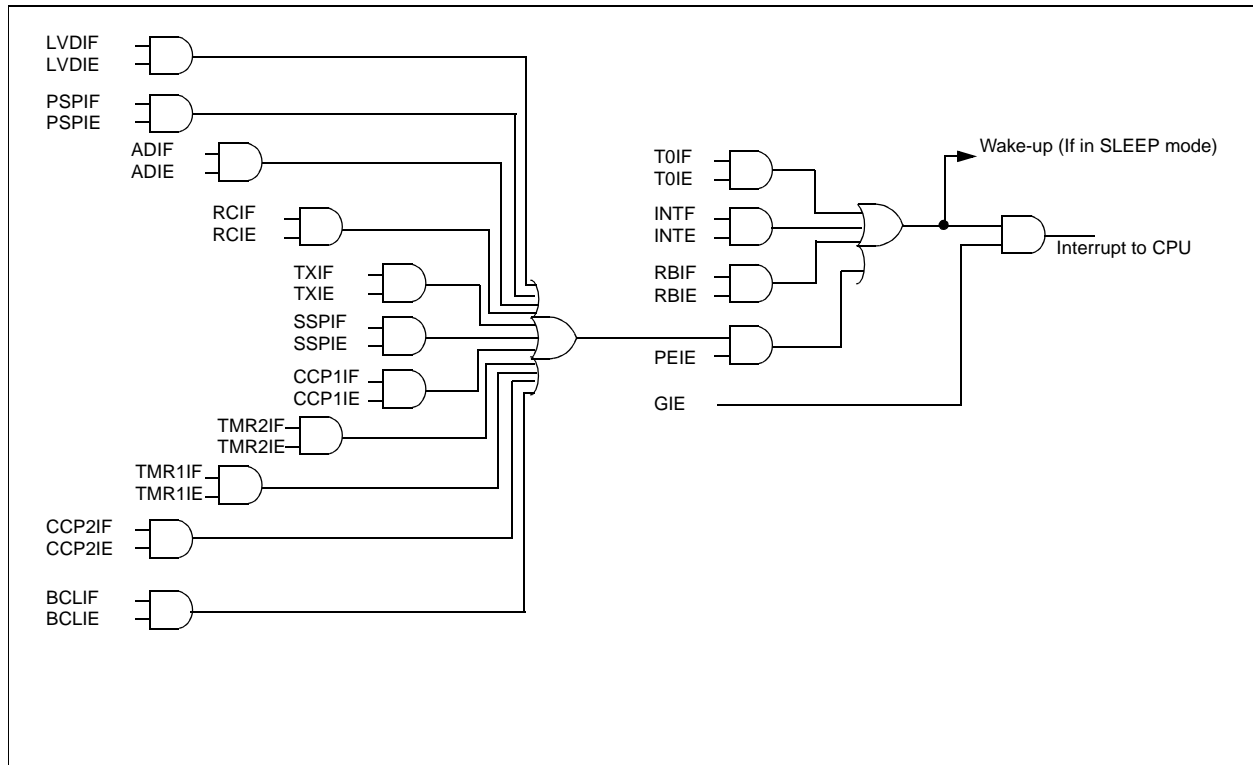 LVDIF
LVDIE
PSPIF
PSPIE
ADIF
ADIE
RCIF
RCIE
TXIF
TXIE
SSPIF
SSPIE
CCP1IF
CCP1IE
TMR2IF
TMR2IE
TMR1IF
TMR1IE
CCP2IF
CCP2IE
BCLIF
BCLIE
T0IF
T0IE
INTF
INTE
RBIF
RBIE
PEIE
GIE
Wake-up (If in SLEEP mode)
Interrupt to CPU